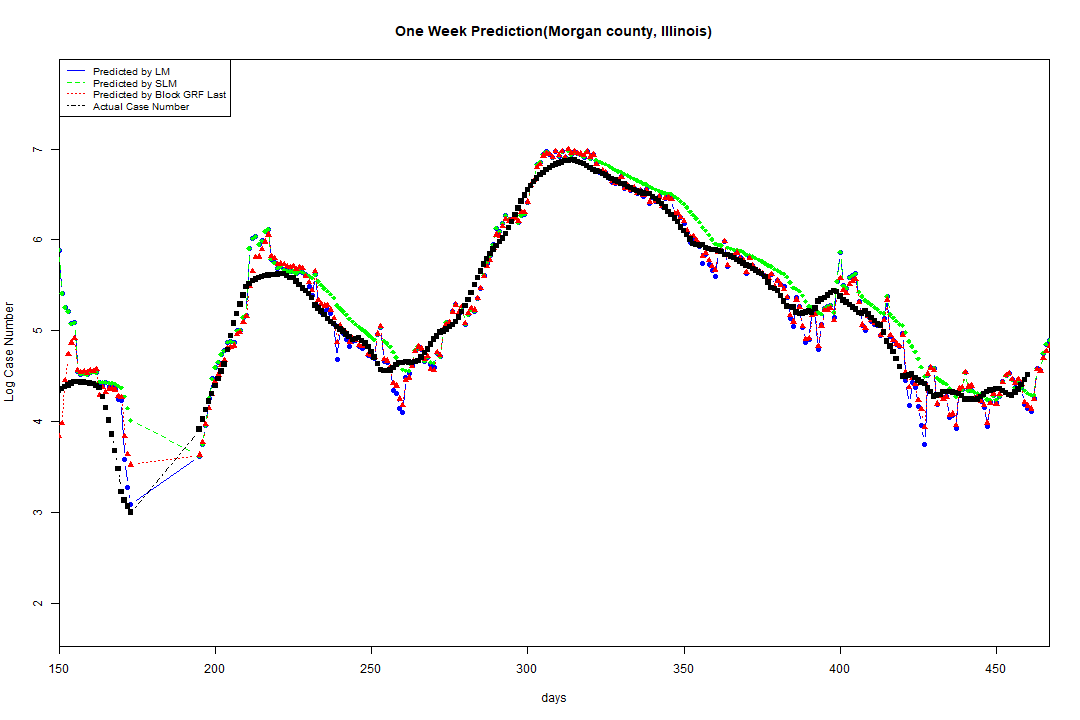 One Week Prediction(Morgan county, Illinois)
Predicted by LM
Predicted by SLM
Predicted by Block GRF Last
Actual Case Number
7
6
5
4
3
2
Log Case Number
150 200 250 300 350 400 450
days